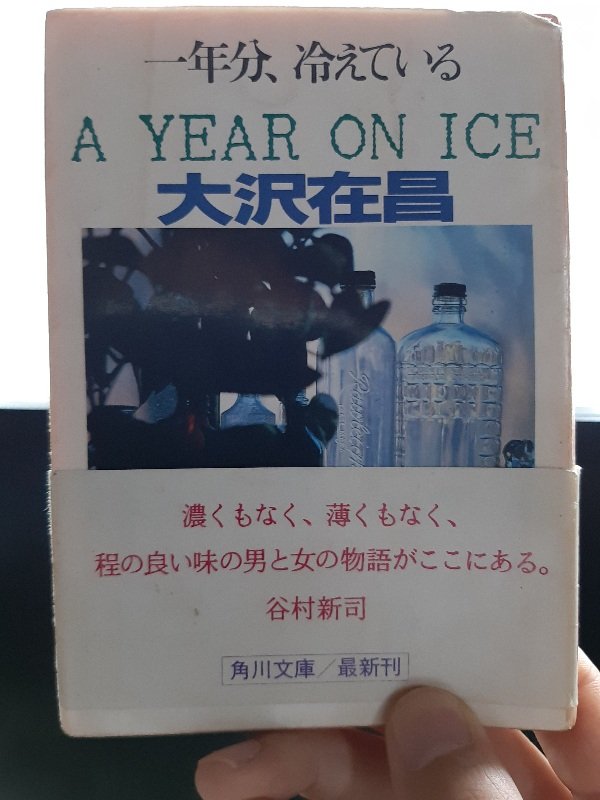 一年分、冷えている
A YEAR ON ICE
大沢在昌
濃くもなく、薄くもなく、
程の良い味の男と女の物語がここにある。
谷村新司
角川文庫／最新刊